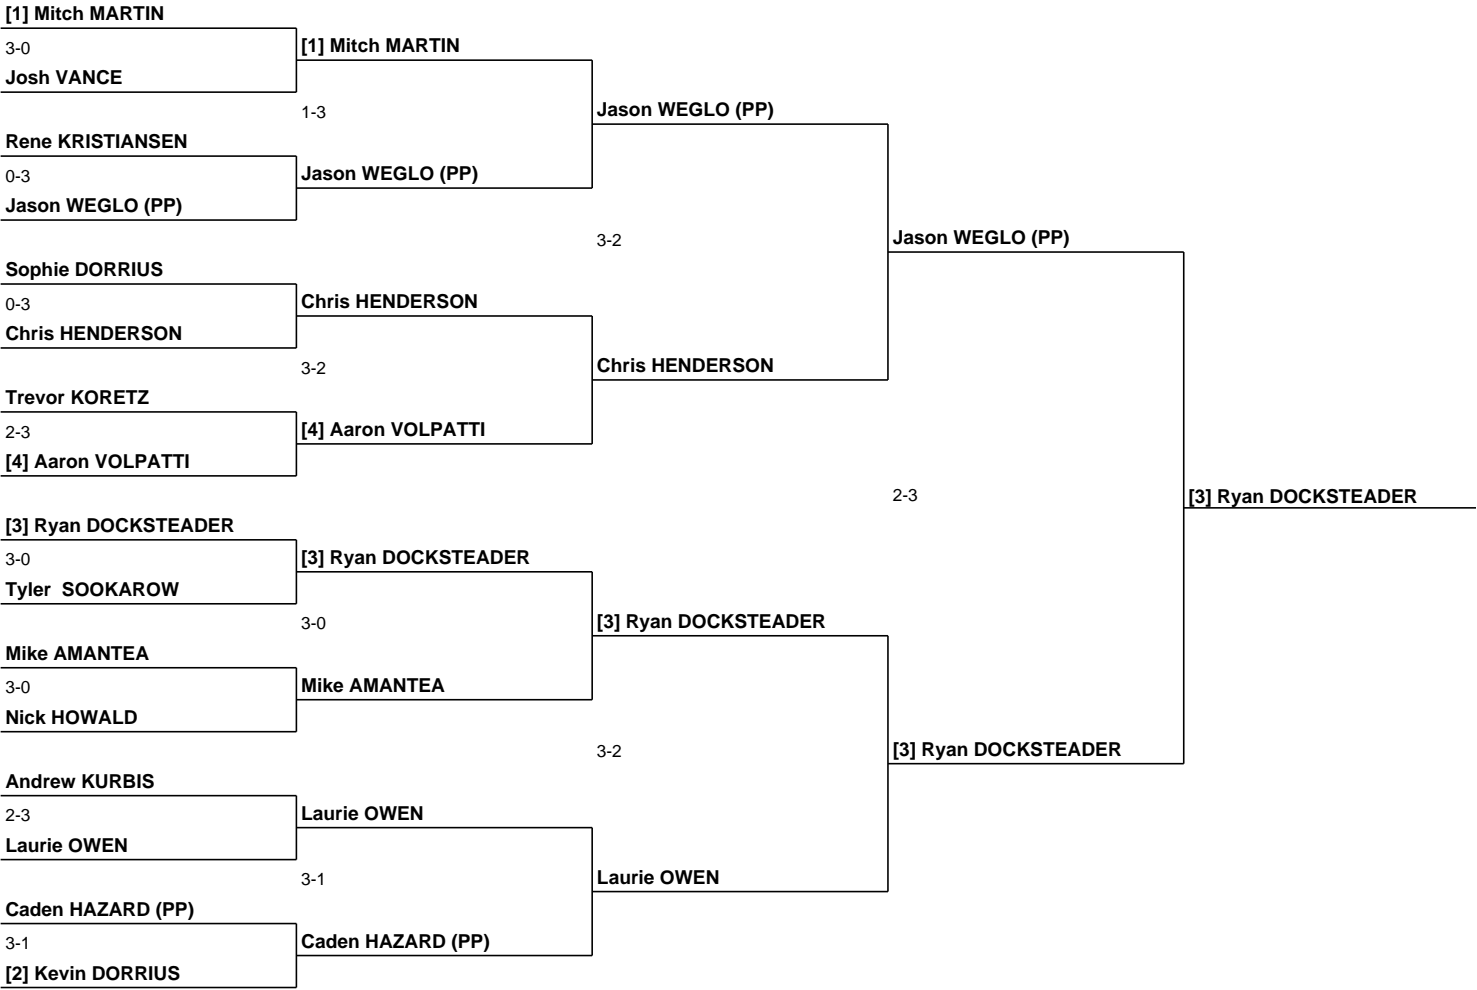 [1] Mitch MARTIN
3-0
[1] Mitch MARTIN
Josh VANCE
1-3
Jason WEGLO (PP)
Rene KRISTIANSEN
0-3
Jason WEGLO (PP)
Jason WEGLO (PP)
3-2
Jason WEGLO (PP)
Sophie DORRIUS
0-3
Chris HENDERSON
Chris HENDERSON
3-2
Chris HENDERSON
Trevor KORETZ
2-3
[4] Aaron VOLPATTI
[4] Aaron VOLPATTI
2-3
[3] Ryan DOCKSTEADER
[3] Ryan DOCKSTEADER
3-0
[3] Ryan DOCKSTEADER
Tyler  SOOKAROW
3-0
[3] Ryan DOCKSTEADER
Mike AMANTEA
3-0
Mike AMANTEA
Nick HOWALD
3-2
[3] Ryan DOCKSTEADER
Andrew KURBIS
2-3
Laurie OWEN
Laurie OWEN
3-1
Laurie OWEN
Caden HAZARD (PP)
3-1
Caden HAZARD (PP)
[2] Kevin DORRIUS